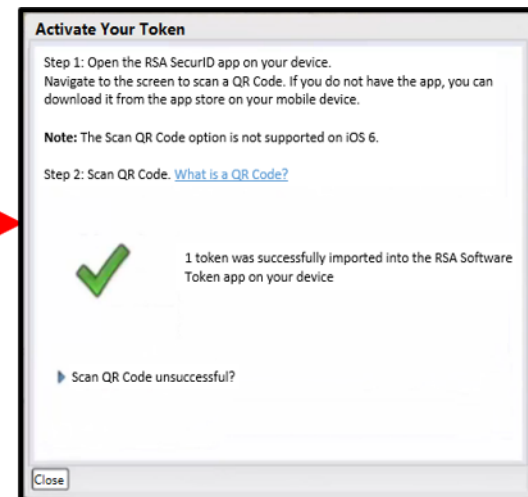 Activate Your Token
Step 1: Open the RSA SecurID app on your device.
Navigate to the screen to scan a QR Code. If you do not have the app, you can
download it from the app store on your mobile device.
Note: The Scan QR Code option is not supported on iOS 6.
Step 2: Scan QR Code. What is a QR Code?
1 token was successfully imported into the RSA Software
Token app on your device
Scan QR Code unsuccessful?
Close